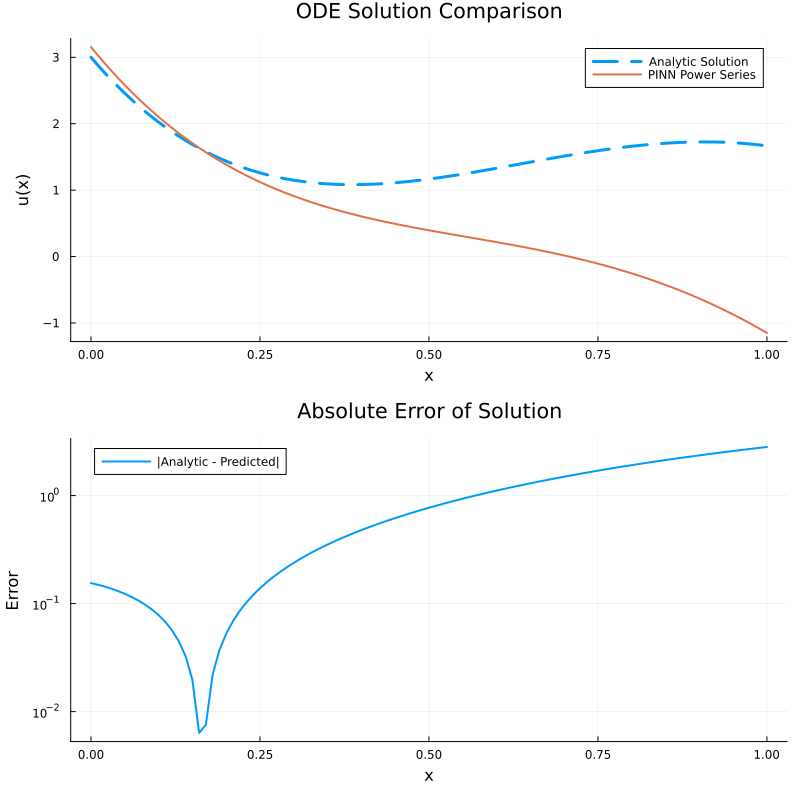 ODE Solution Comparison
Analytic Solution
PINN Power Series
u(x)
3
2
1
0
−1
0.00 0.25 0.50 0.75 1.00
x
Absolute Error of Solution
|Analytic - Predicted|
Error
10⁰
10⁻¹
10⁻²
0.00 0.25 0.50 0.75 1.00
x